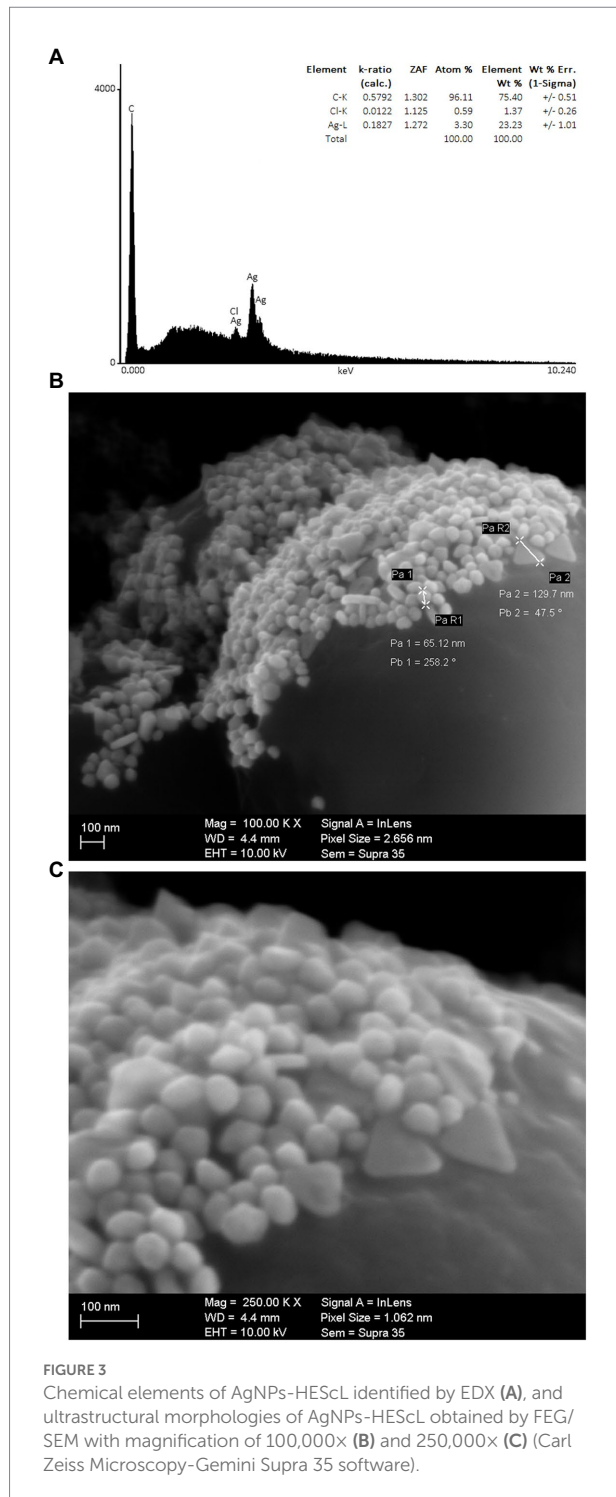 A
Element k-ratio ZAF Atom % Element Wt % Err.
(calc.) Wt % (1-Sigma)
C-K 0.5792 1.302 96.11 75.40 +/- 0.51
Cl-K 0.0122 1.125 0.59 1.37 +/- 0.26
Ag-L 0.1827 1.272 3.30 23.23 +/- 1.01
Total 100.00 100.00
4000
C
Ag
Cl
Ag
Ag
0
0.000 keV 10.240
B
Pa R2
Pa 1
Pa 2
Pa R1
Pa 2 = 129.7 nm
Pb 2 = 47.5 °
Pa 1 = 65.12 nm
Pb 1 = 258.2 °
100 nm
Mag = 100.00 K X Signal A = InLens
WD = 4.4 mm Pixel Size = 2.656 nm
EHT = 10.00 kV Sem = Supra 35
C
100 nm
Mag = 250.00 K X Signal A = InLens
WD = 4.4 mm Pixel Size = 1.062 nm
EHT = 10.00 kV Sem = Supra 35
FIGURE 3
Chemical elements of AgNPs-HEScL identified by EDX (A), and
ultrastructural morphologies of AgNPs-HEScL obtained by FEG/
SEM with magnification of 100,000× (B) and 250,000× (C) (Carl
Zeiss Microscopy-Gemini Supra 35 software).